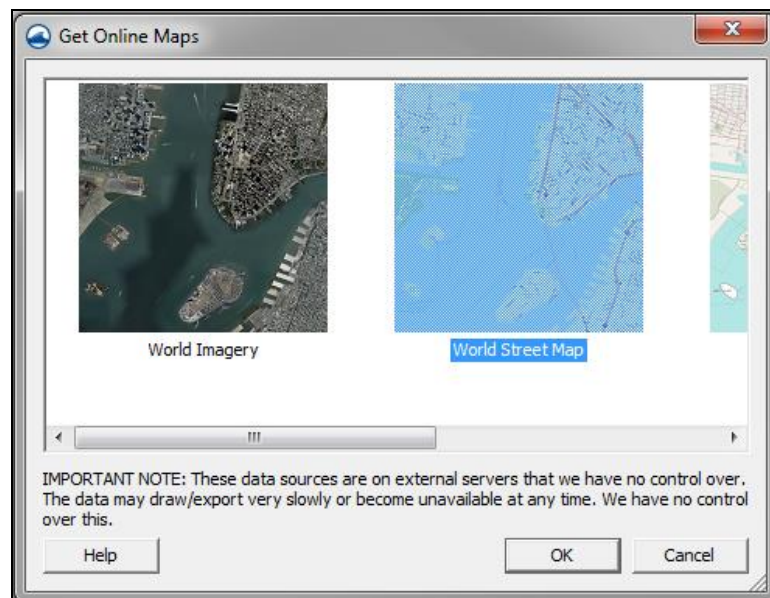 Get Online Maps
World Imagery
World Street Map
IMPORTANT NOTE: These data sources are on external servers that we have no control over.
The data may draw/export very slowly or become unavailable at any time. We have no control
over this.
Help
OK
Cancel